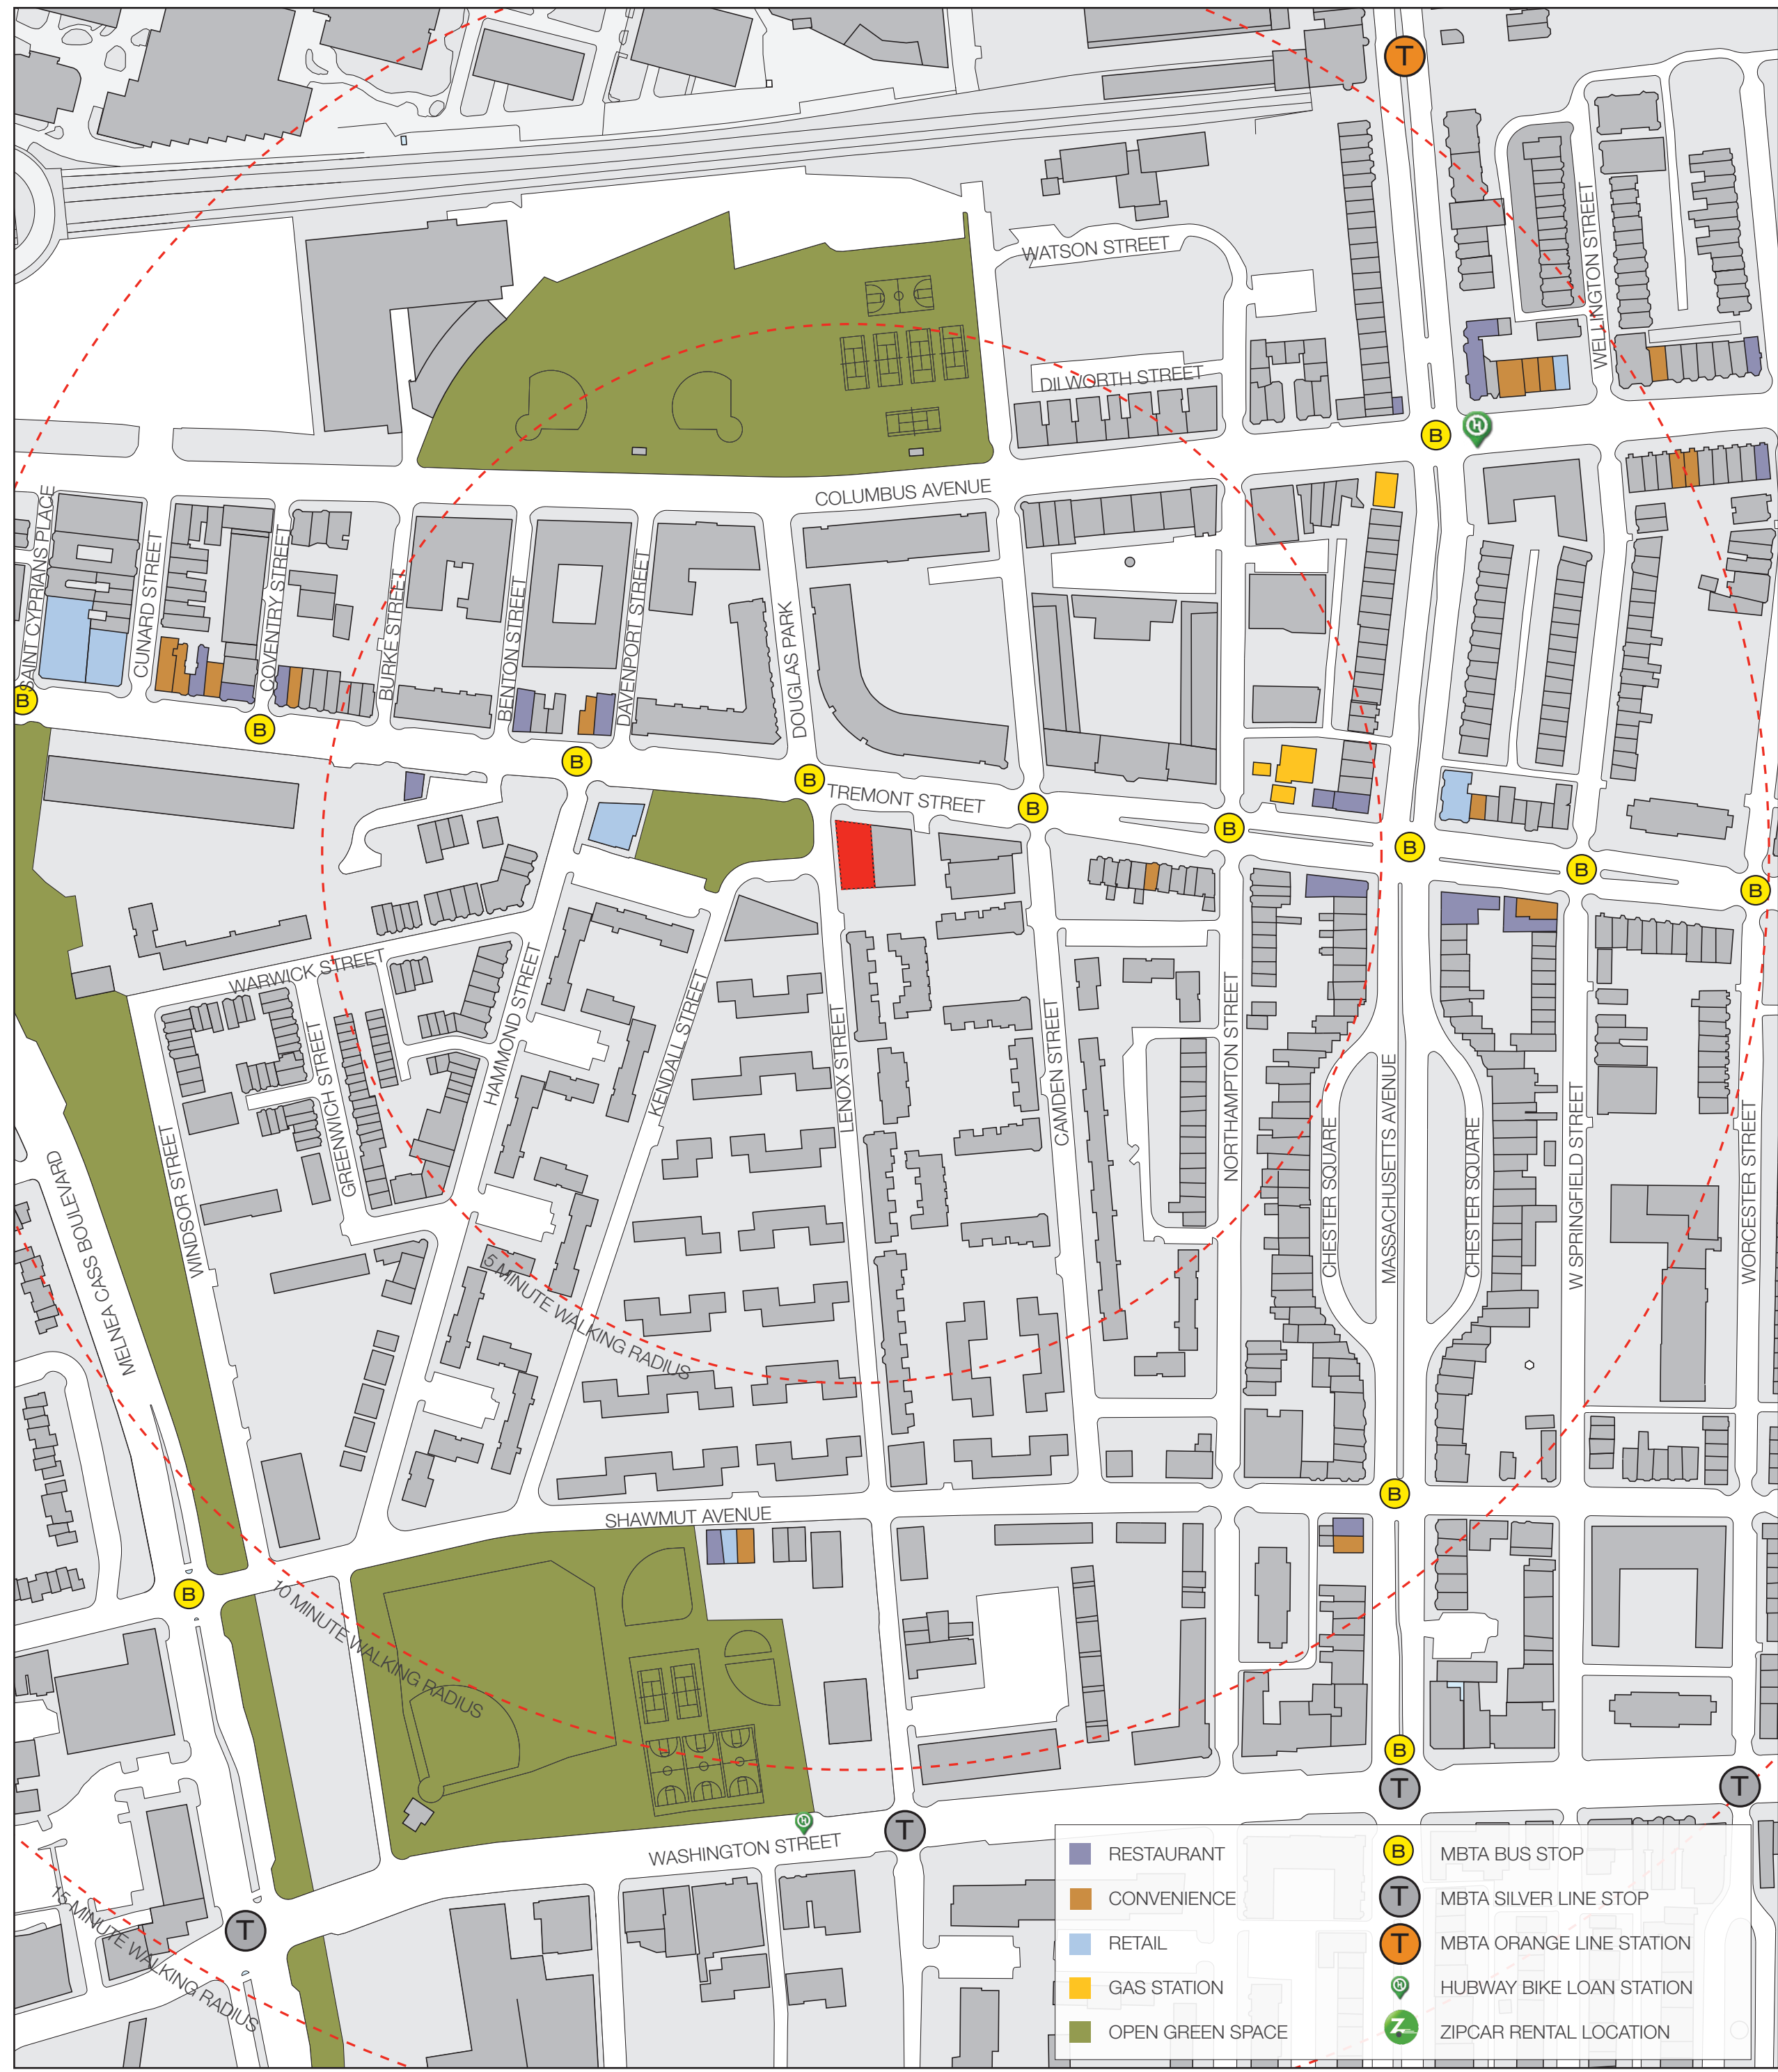 T
WATSON STREET
WELLINGTON STREET
DILWORTH STREET
B
H
COLUMBUS AVENUE
SAINT CYPRIANS PLACE
CUNARD STREET
COVENTRY STREET
BURKE STREET
BENTON STREET
DAVENPORT STREET
DOUGLAS PARK
B
B
B
B
TREMONT STREET
B
B
B
B
B
WARWICK STREET
GREENWICH STREET
HAMMOND STREET
KENDALL STREET
LENOX STREET
CAMDEN STREET
NORTHAMPTON STREET
CHESTER SQUARE
MASSACHUSETTS AVENUE
CHESTER SQUARE
W SPRINGFIELD STREET
WORCESTER STREET
MELNEA CASS BOULEVARD
WINDSOR STREET
5 MINUTE WALKING RADIUS
B
SHAWMUT AVENUE
B
10 MINUTE WALKING RADIUS
B
T
T
H
T
WASHINGTON STREET
15 MINUTE WALKING RADIUS
T
RESTAURANT
CONVENIENCE
RETAIL
GAS STATION
OPEN GREEN SPACE
B MBTA BUS STOP
T MBTA SILVER LINE STOP
T MBTA ORANGE LINE STATION
H HUBWAY BIKE LOAN STATION
Z ZIPCAR RENTAL LOCATION